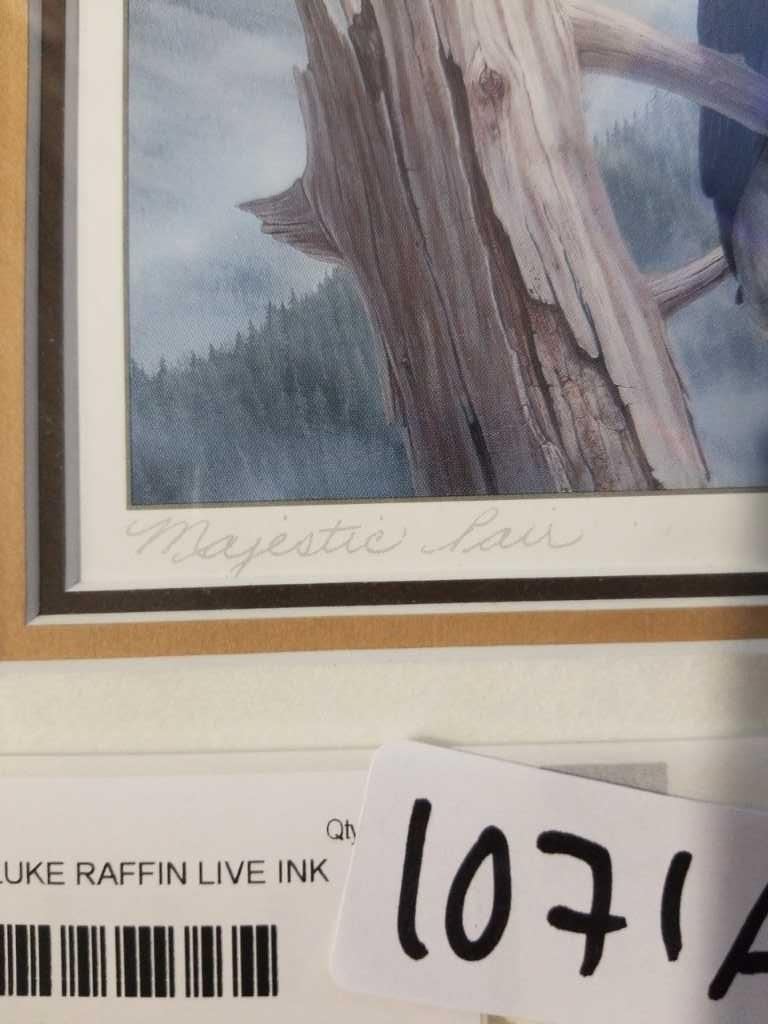 Majestic Pair
Qty
LUKE RAFFIN LIVE INK
1071A